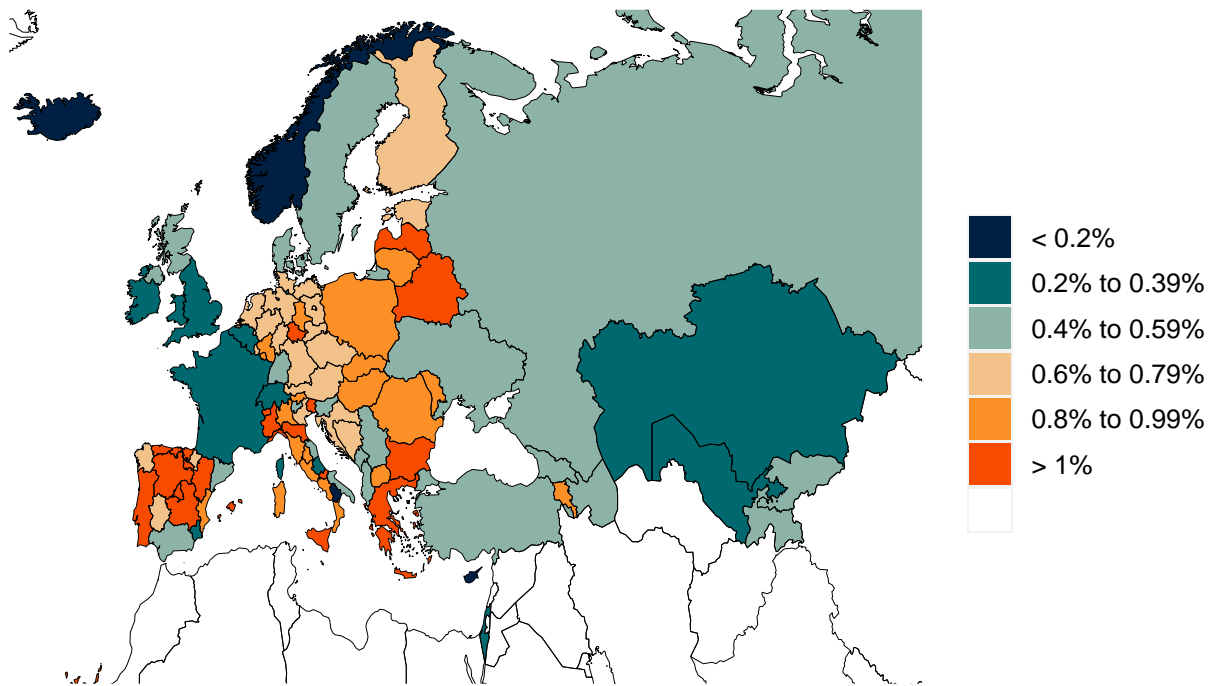 < 0.2%
0.2% to 0.39%
0.4% to 0.59%
0.6% to 0.79%
0.8% to 0.99%
> 1%